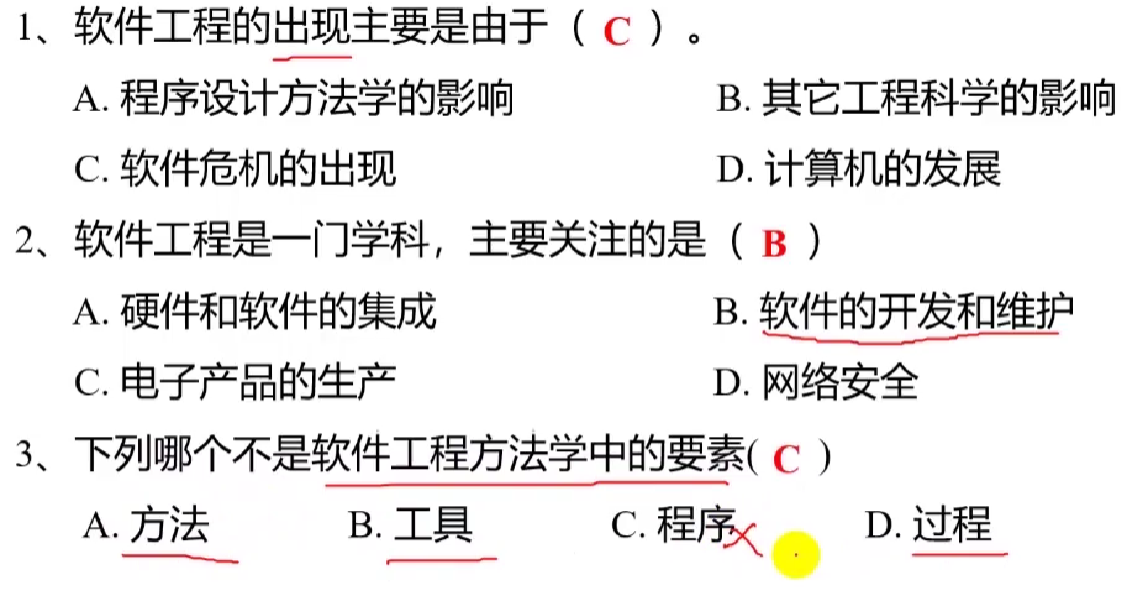 1、软件工程的出现主要是由于（ C ）。
A. 程序设计方法学的影响 B. 其它工程科学的影响
C. 软件危机的出现 D. 计算机的发展
2、软件工程是一门学科，主要关注的是（ B ）
A. 硬件和软件的集成 B. 软件的开发和维护
C. 电子产品的生产 D. 网络安全
3、下列哪个不是软件工程方法学中的要素( C )
A. 方法 B. 工具 C. 程序 D. 过程